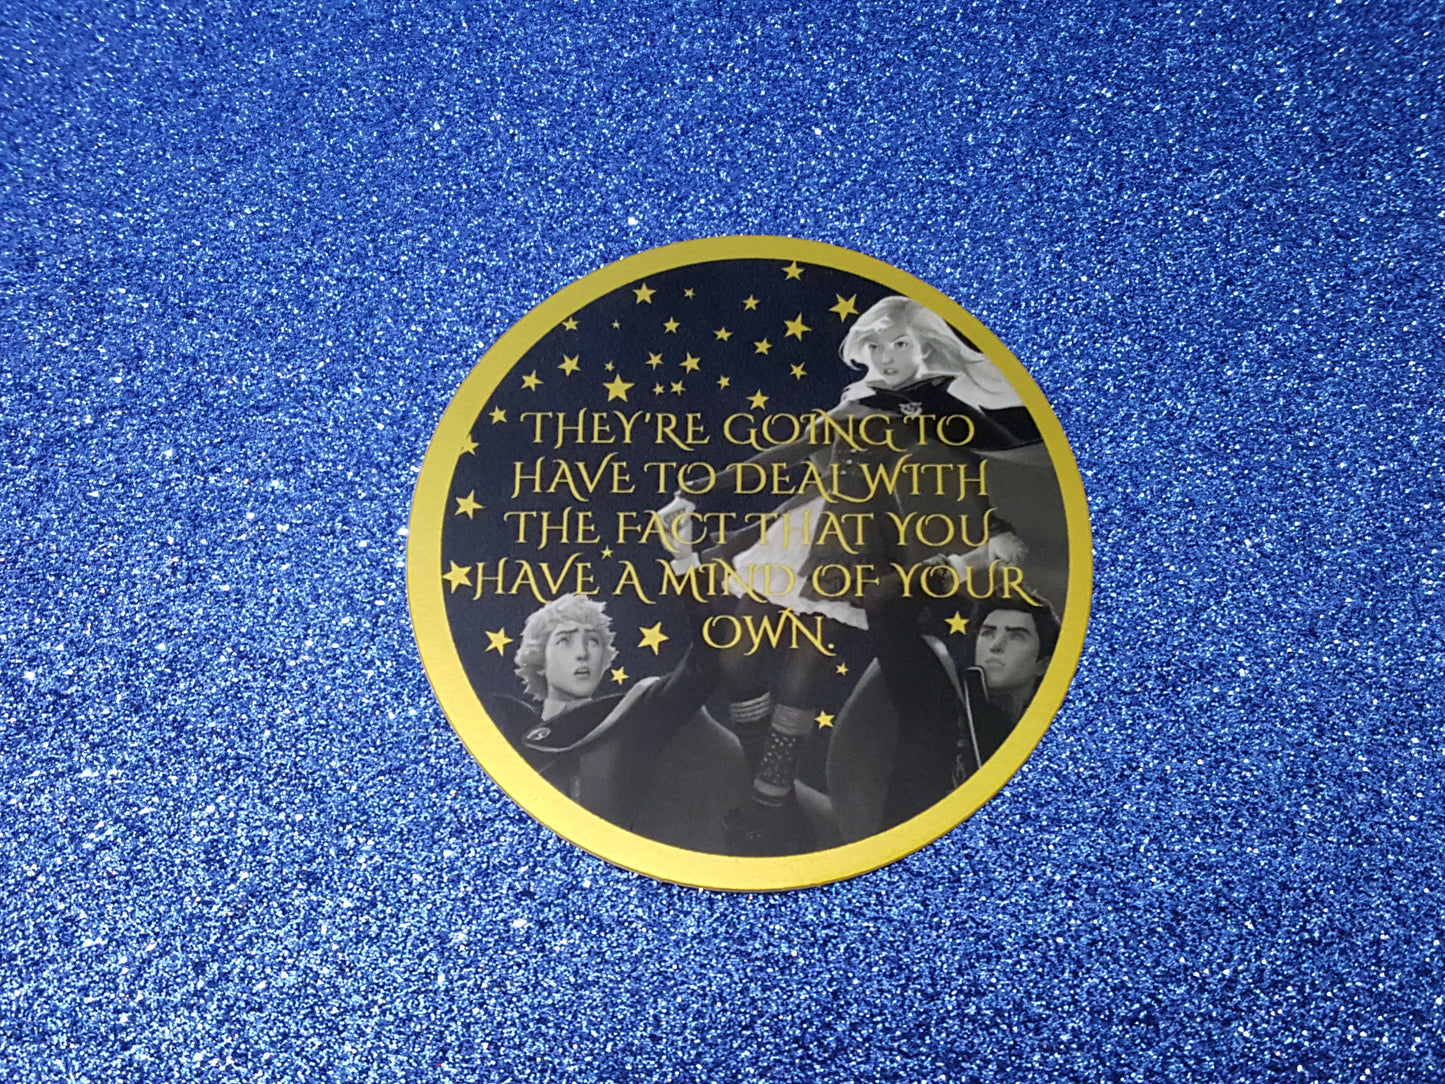 THEY'RE GOING TO
HAVE TO DEAL WITH
THE FACT THAT YOU
HAVE A MIND OF YOUR
OWN.